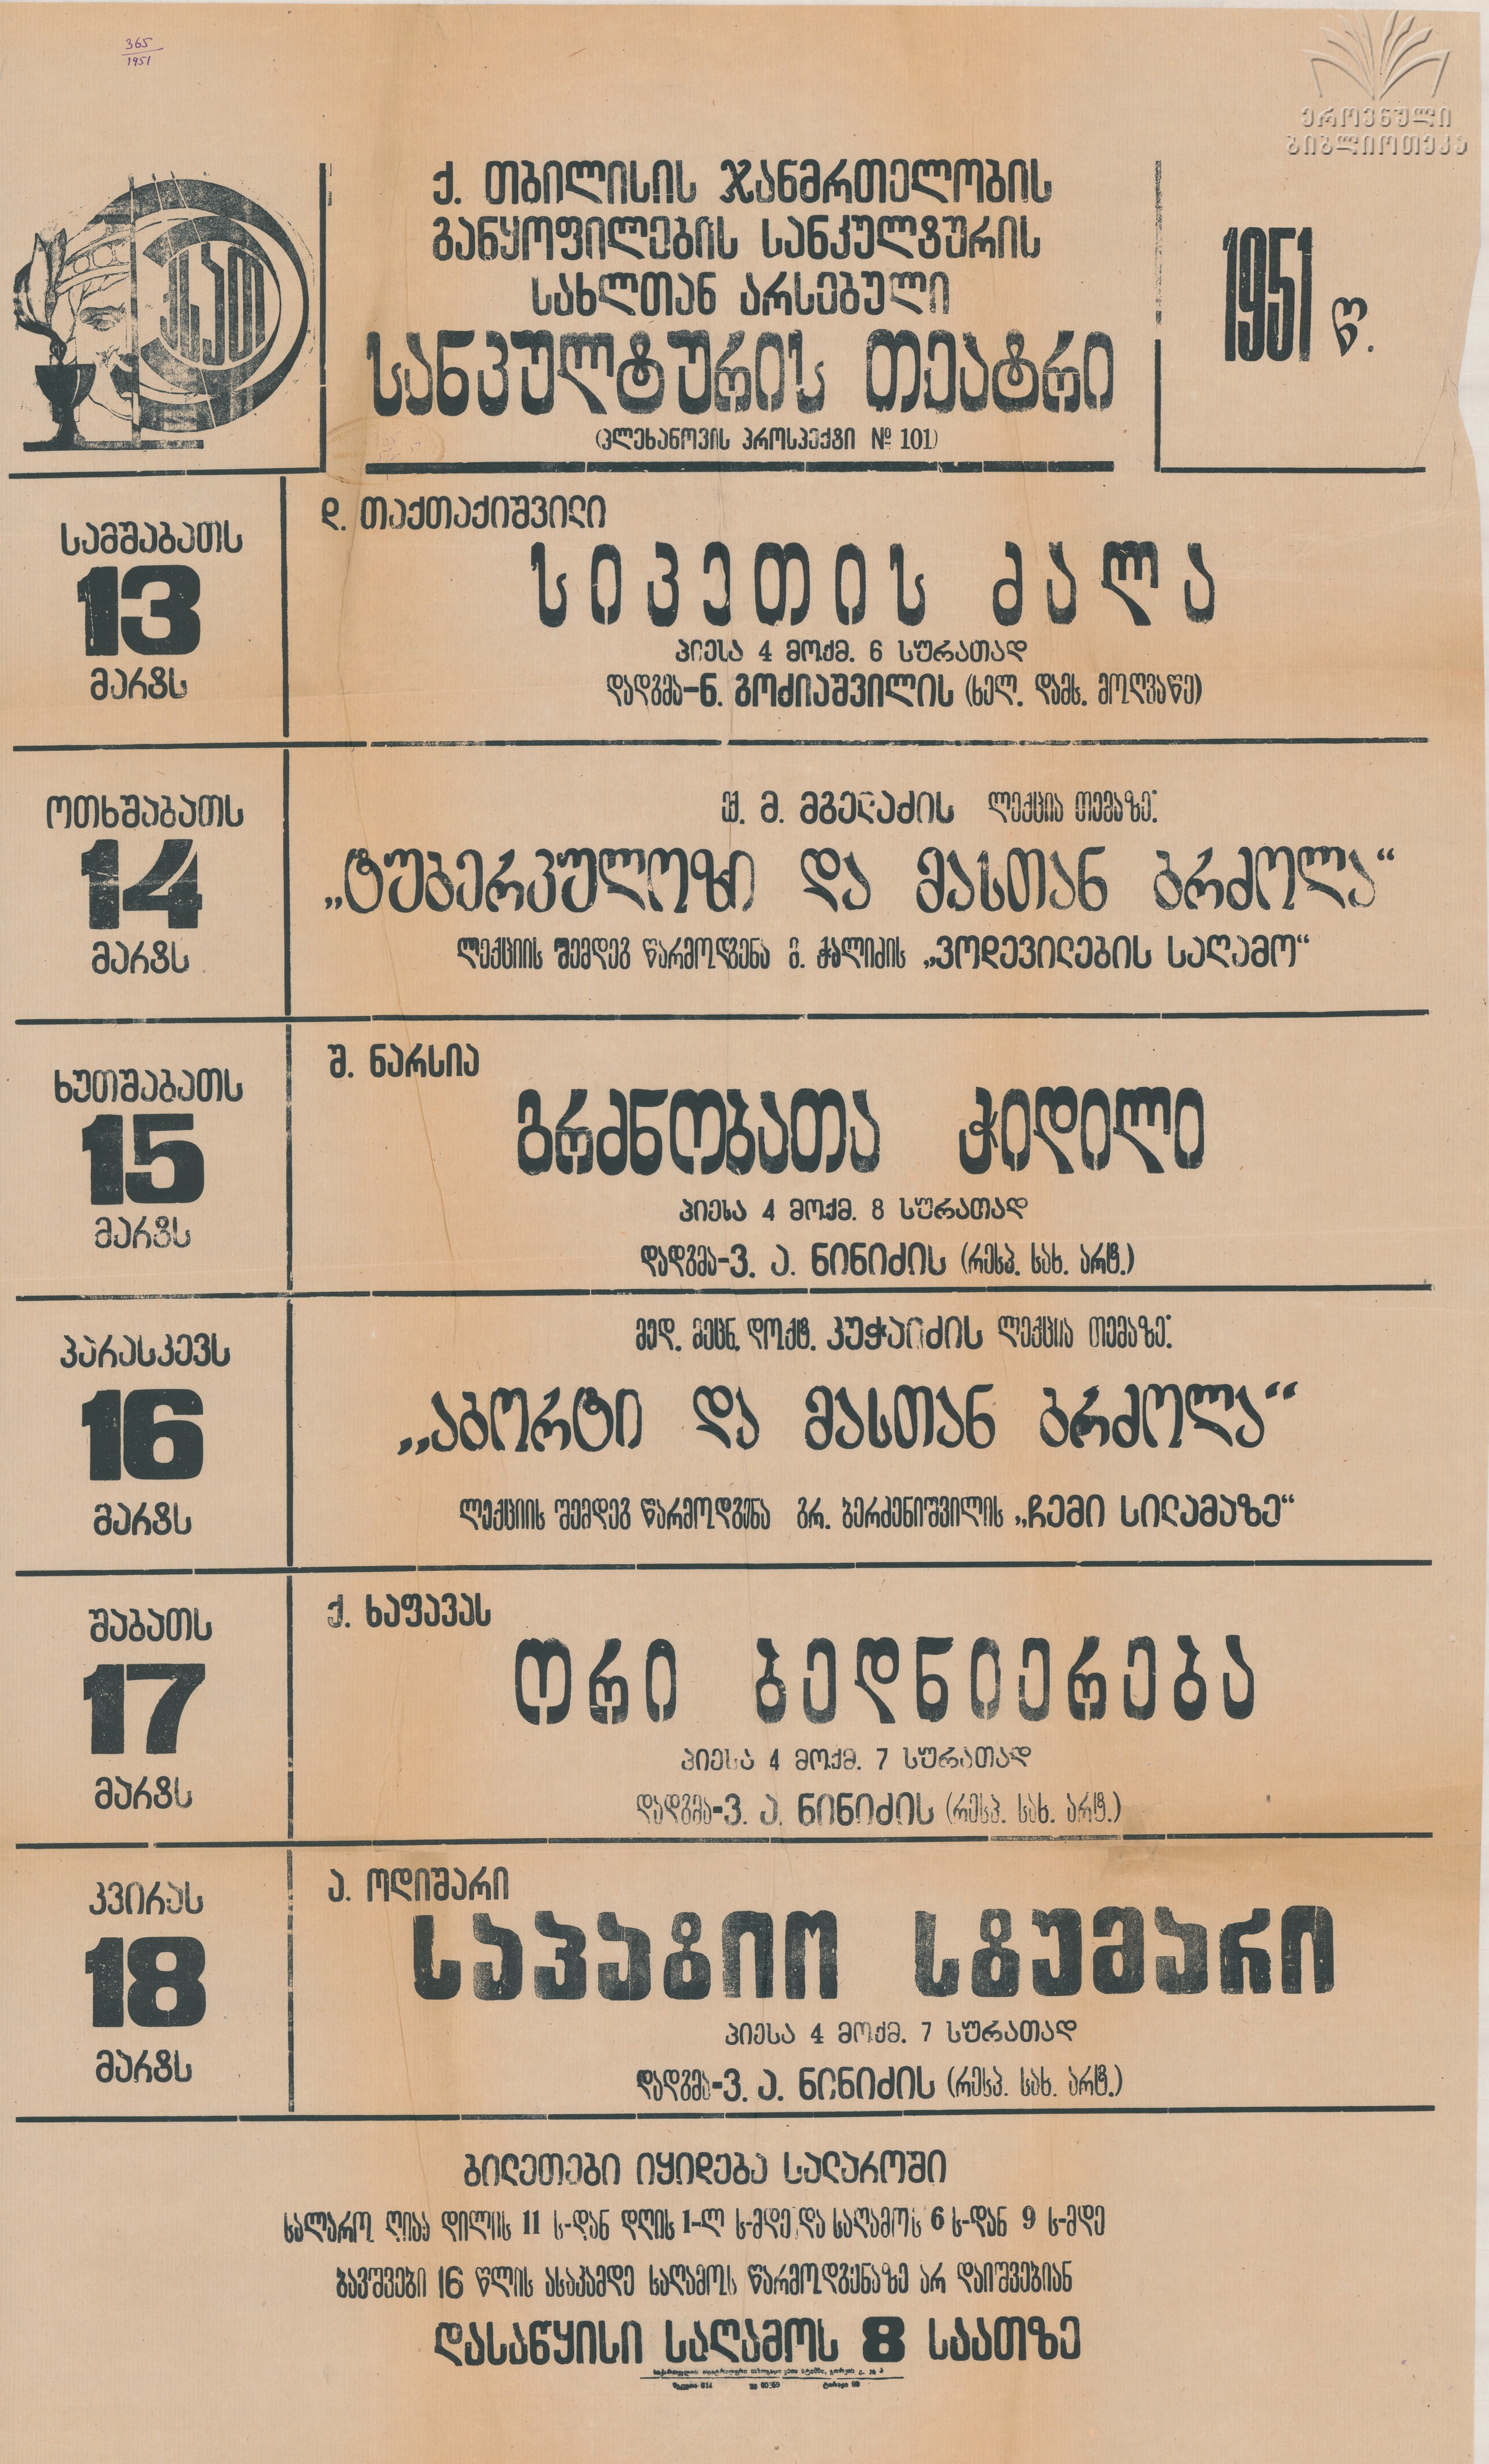 365
1951
ეროვნული
ბიბლიოთეკა
ქ. თბილისის ჯანმრთელობის
განყოფილების სანკულტურის
სახლთან არსებული
სანკულტურის თეატრი
(პლეხანოვის პროსპექტი № 101)
1951 წ.
სამშაბათს
13
მარტს
დ. თაქთაქიშვილი
სიკეთის ძალა
პიესა 4 მოქმ. 6 სურათად
დადგმა-ნ. გოძიაშვილის (ხელ. დამს. მოღვაწე)
ოთხშაბათს
14
მარტს
ექ. მ. მგელაძის ლექცია თემაზე:
„ტუბერკულოზი და მასთან ბრძოლა“
ლექციის შემდეგ წარმოდგენა მ. ჭალიძის „ვოდევილების საღამო“
ხუთშაბათს
15
მარტს
შ. ნარსია
გრძნობათა ჭიდილი
პიესა 4 მოქმ. 8 სურათად
დადგმა-ვ. ა. ნინიძის (რესპ. სახ. არტ.)
პარასკევს
16
მარტს
მედ. მეცნ. დოქტ. კუჭაიძის ლექცია თემაზე:
„აბორტი და მასთან ბრძოლა“
ლექციის შემდეგ წარმოდგენა გრ. ბერძენიშვილის „ჩემი სილამაზე“
შაბათს
17
მარტს
ქ. ხაფავას
ორი ბედნიერება
პიესა 4 მოქმ. 7 სურათად
დადგმა-ვ. ა. ნინიძის (რესპ. სახ. არტ.)
კვირას
18
მარტს
ა. ოდიშარი
საპატიო სტუმარი
პიესა 4 მოქმ. 7 სურათად
დადგმა-ვ. ა. ნინიძის (რესპ. სახ. არტ.)
ბილეთები იყიდება სალაროში
სალარო ღიაა დილის 11 ს-დან დღის 1-ლ ს-მდე და საღამოს 6 ს-დან 9 ს-მდე
ბავშვები 16 წლის ასაკამდე საღამოს წარმოდგენაზე არ დაიშვებიან
დასაწყისი საღამოს 8 საათზე